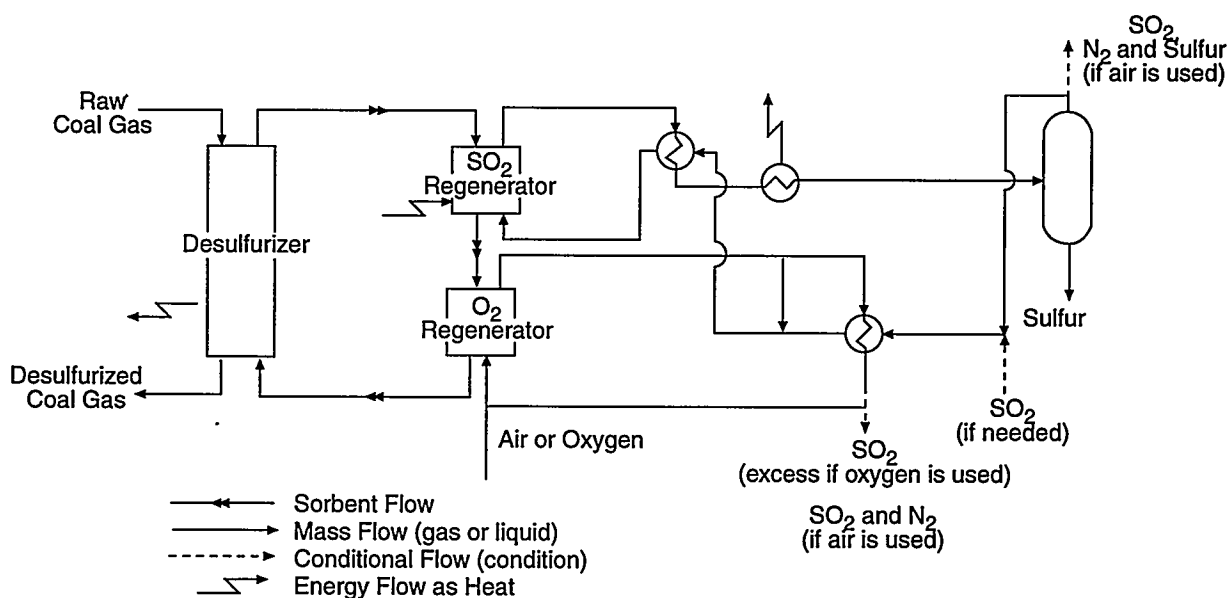 SO2,
N2 and Sulfur
(if air is used)
Raw
Coal Gas
SO2
Regenerator
Desulfurizer
O2
Regenerator
Sulfur
Desulfurized
Coal Gas
SO2
(if needed)
Air or Oxygen
SO2
(excess if oxygen is used)
SO2 and N2
(if air is used)
Sorbent Flow
Mass Flow (gas or liquid)
Conditional Flow (condition)
Energy Flow as Heat